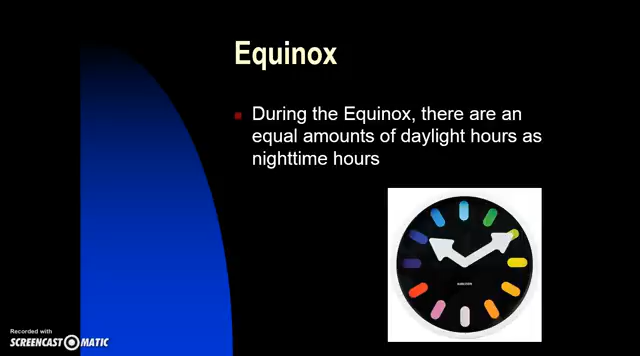 Equinox
During the Equinox, there are an
equal amounts of daylight hours as
nighttime hours
Recorded with
SCREENCAST MATIC